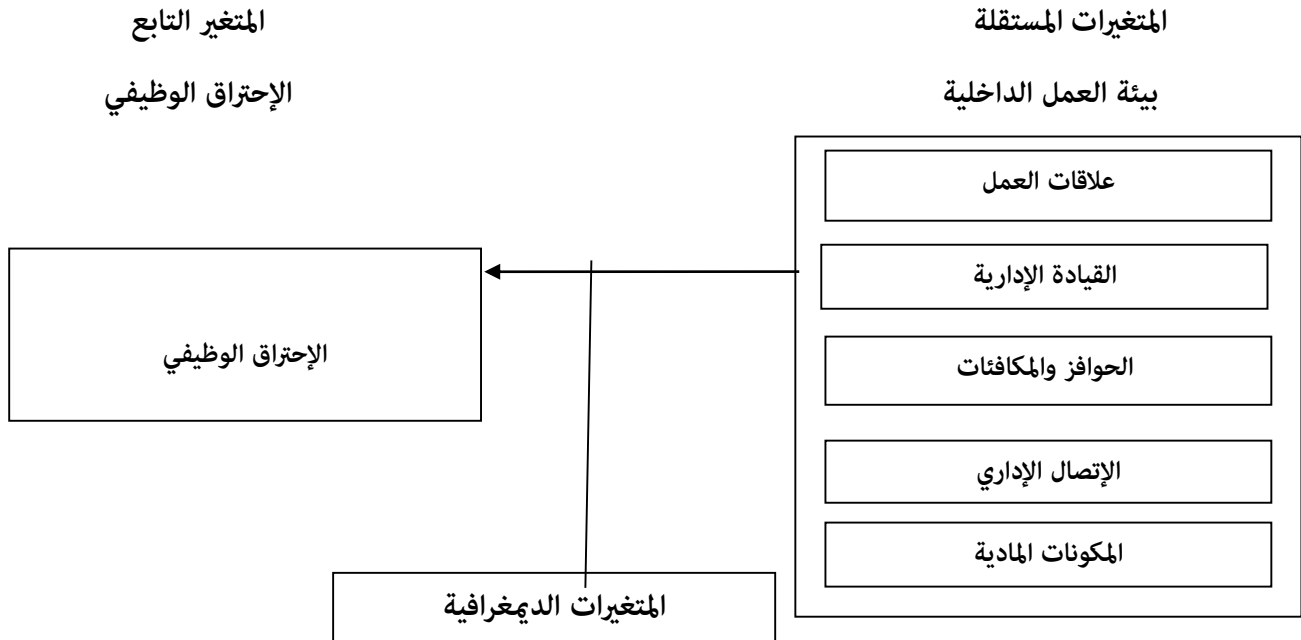 المتغيرات المستقلة
المتغير التابع
بيئة العمل الداخلية
الإحتراق الوظيفي
علاقات العمل
القيادة الإدارية
الحوافز والمكافئات
الإتصال الإداري
المكونات المادية
الإحتراق الوظيفي
المتغيرات الديمغرافية